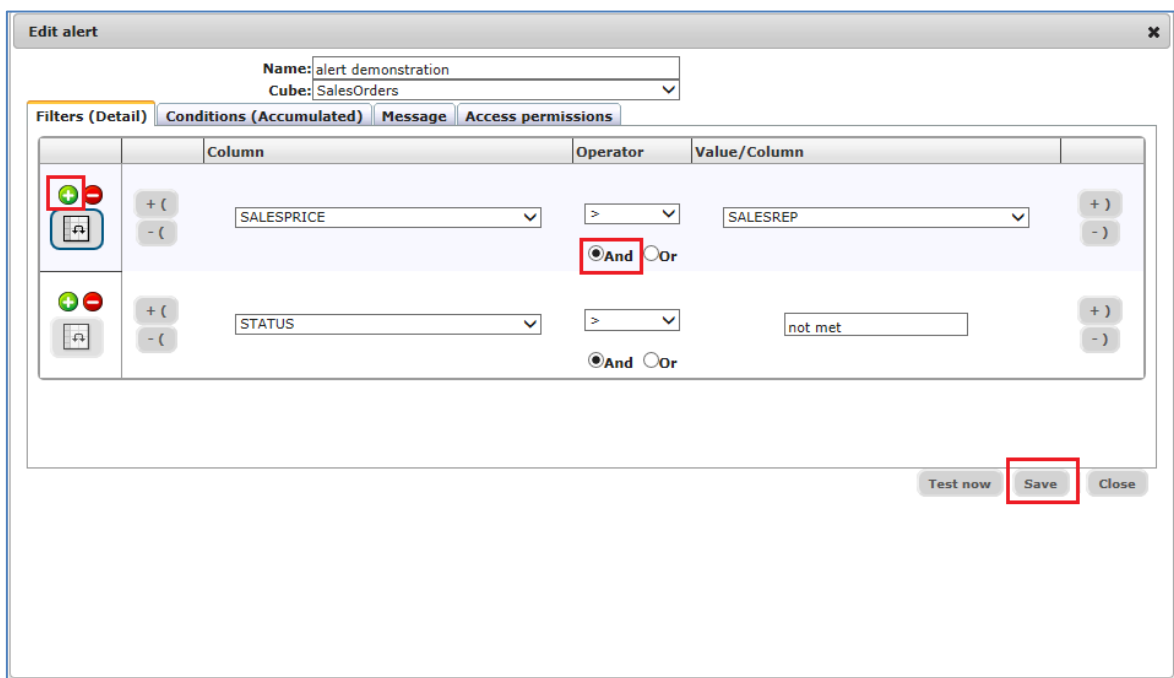 Edit alert
Name: alert demonstration
Cube: SalesOrders
Filters (Detail) Conditions (Accumulated) Message Access permissions
Column Operator Value/Column
+ ( SALESPRICE > SALESREP + )
- ( - )
And Or
+ ( STATUS > not met + )
- ( - )
And Or
Test now Save Close